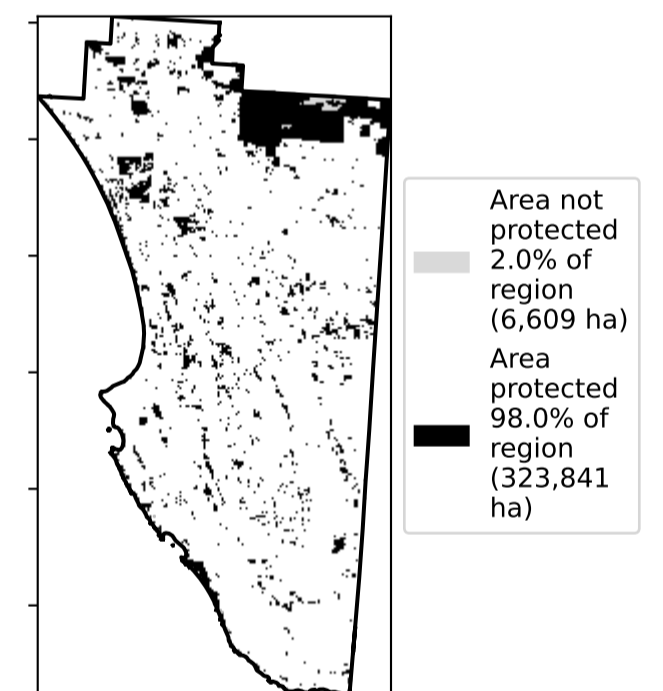 Area not
protected
2.0% of
region
(6,609 ha)
Area
protected
98.0% of
region
(323,841
ha)